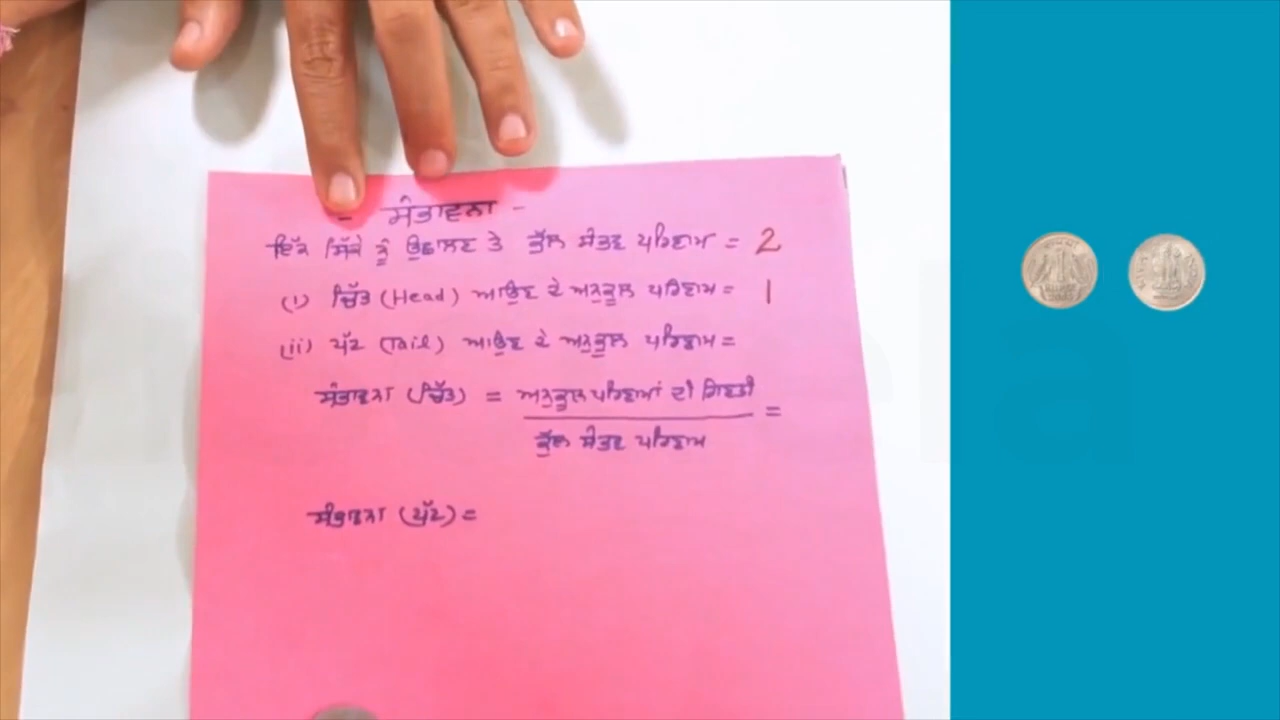 - ਸੰਭਾਵਨਾ -
ਇੱਕ ਸਿੱਕੇ ਨੂੰ ਉਛਾਲਣ ਤੇ ਕੁੱਲ ਸੰਭਵ ਪਰਿਣਾਮ = 2
(i) ਚਿੱਤ (Head) ਆਉਣ ਦੇ ਅਨੁਕੂਲ ਪਰਿਣਾਮ = 1
(ii) ਪੱਟ (Tail) ਆਉਣ ਦੇ ਅਨੁਕੂਲ ਪਰਿਣਾਮ =
ਸੰਭਾਵਨਾ (ਚਿੱਤ) = ਅਨੁਕੂਲ ਪਰਿਣਾਮਾਂ ਦੀ ਗਿਣਤੀ =
ਕੁੱਲ ਸੰਭਵ ਪਰਿਣਾਮ
ਸੰਭਾਵਨਾ (ਪੱਟ) =